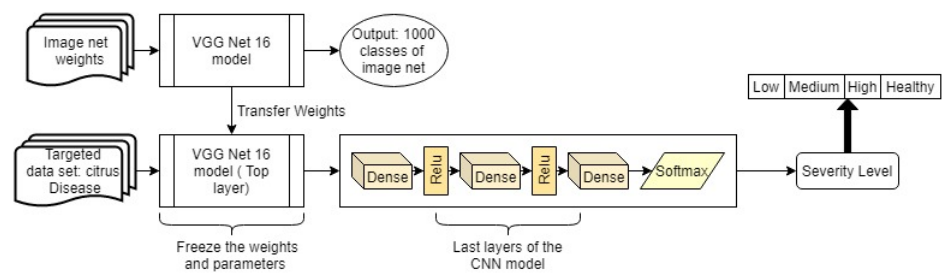 Image net
weights
VGG Net 16
model
Output: 1000
classes of
image net
Transfer Weights
Low
Medium
High
Healthy
Targeted
data set: citrus
Disease
VGG Net 16
model ( Top
layer)
Dense
Relu
Dense
Relu
Dense
Softmax
Severity Level
Freeze the weights
and parameters
Last layers of the
CNN model